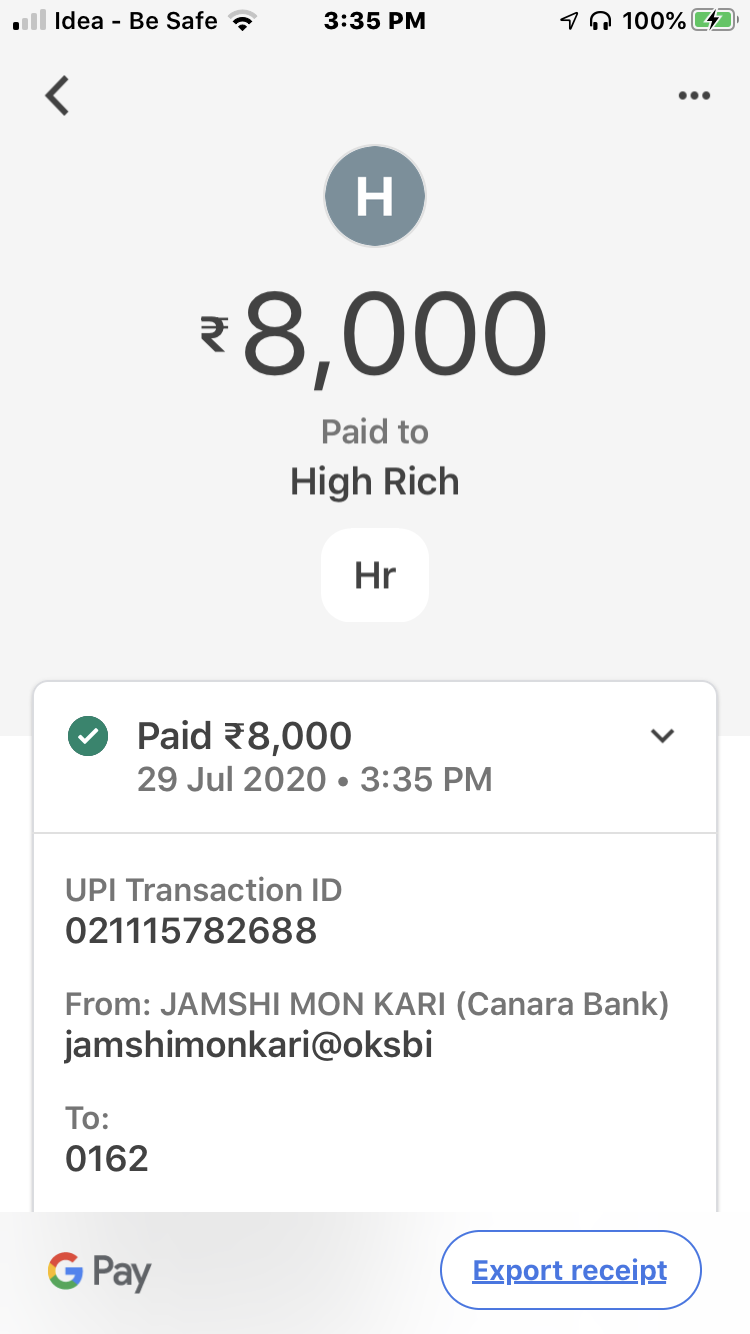 Idea - Be Safe 3:35 PM 100%
H
₹8,000
Paid to
High Rich
Hr
Paid ₹8,000
29 Jul 2020 • 3:35 PM
UPI Transaction ID
021115782688
From: JAMSHI MON KARI (Canara Bank)
jamshimonkari@oksbi
To:
0162
G Pay Export receipt